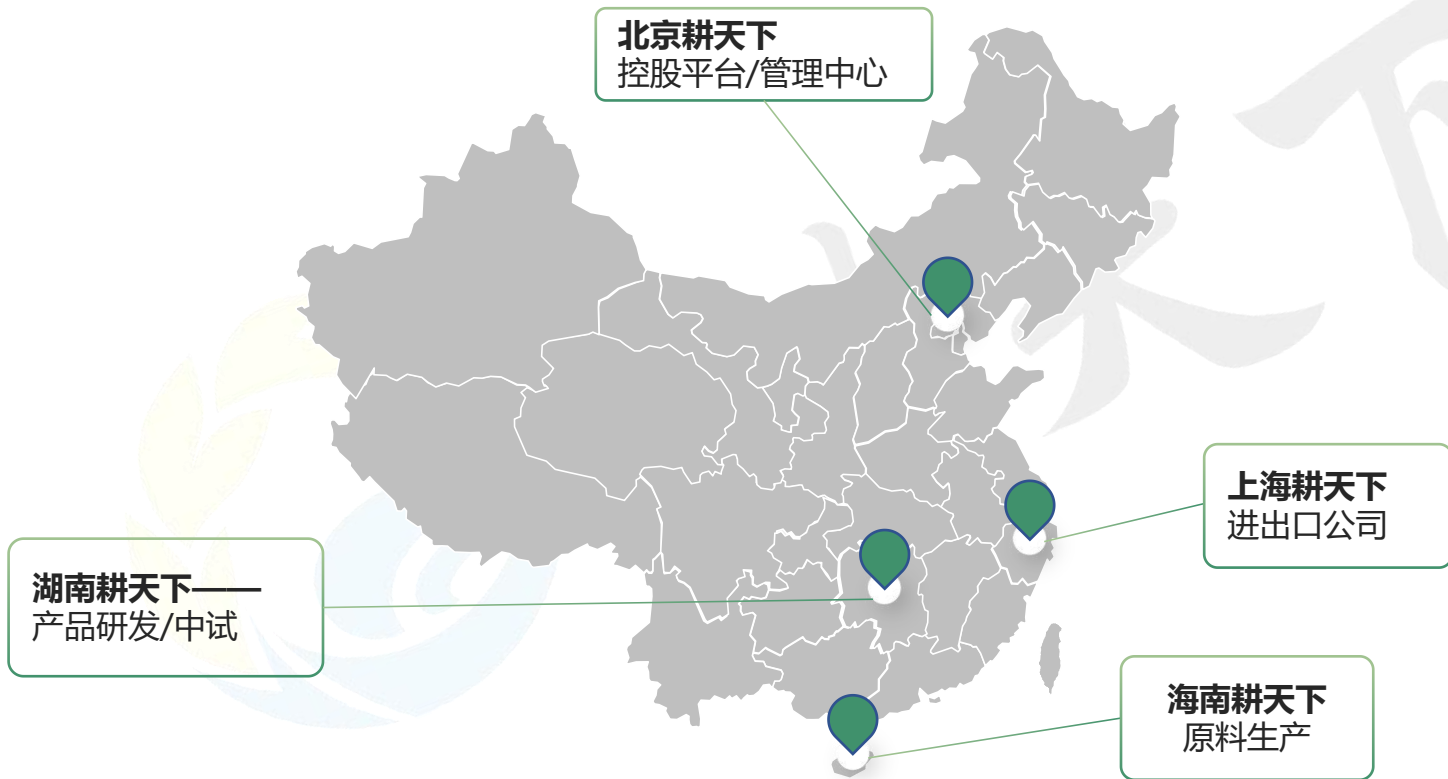 北京耕天下
控股平台/管理中心
上海耕天下
进出口公司
湖南耕天下——
产品研发/中试
海南耕天下
原料生产